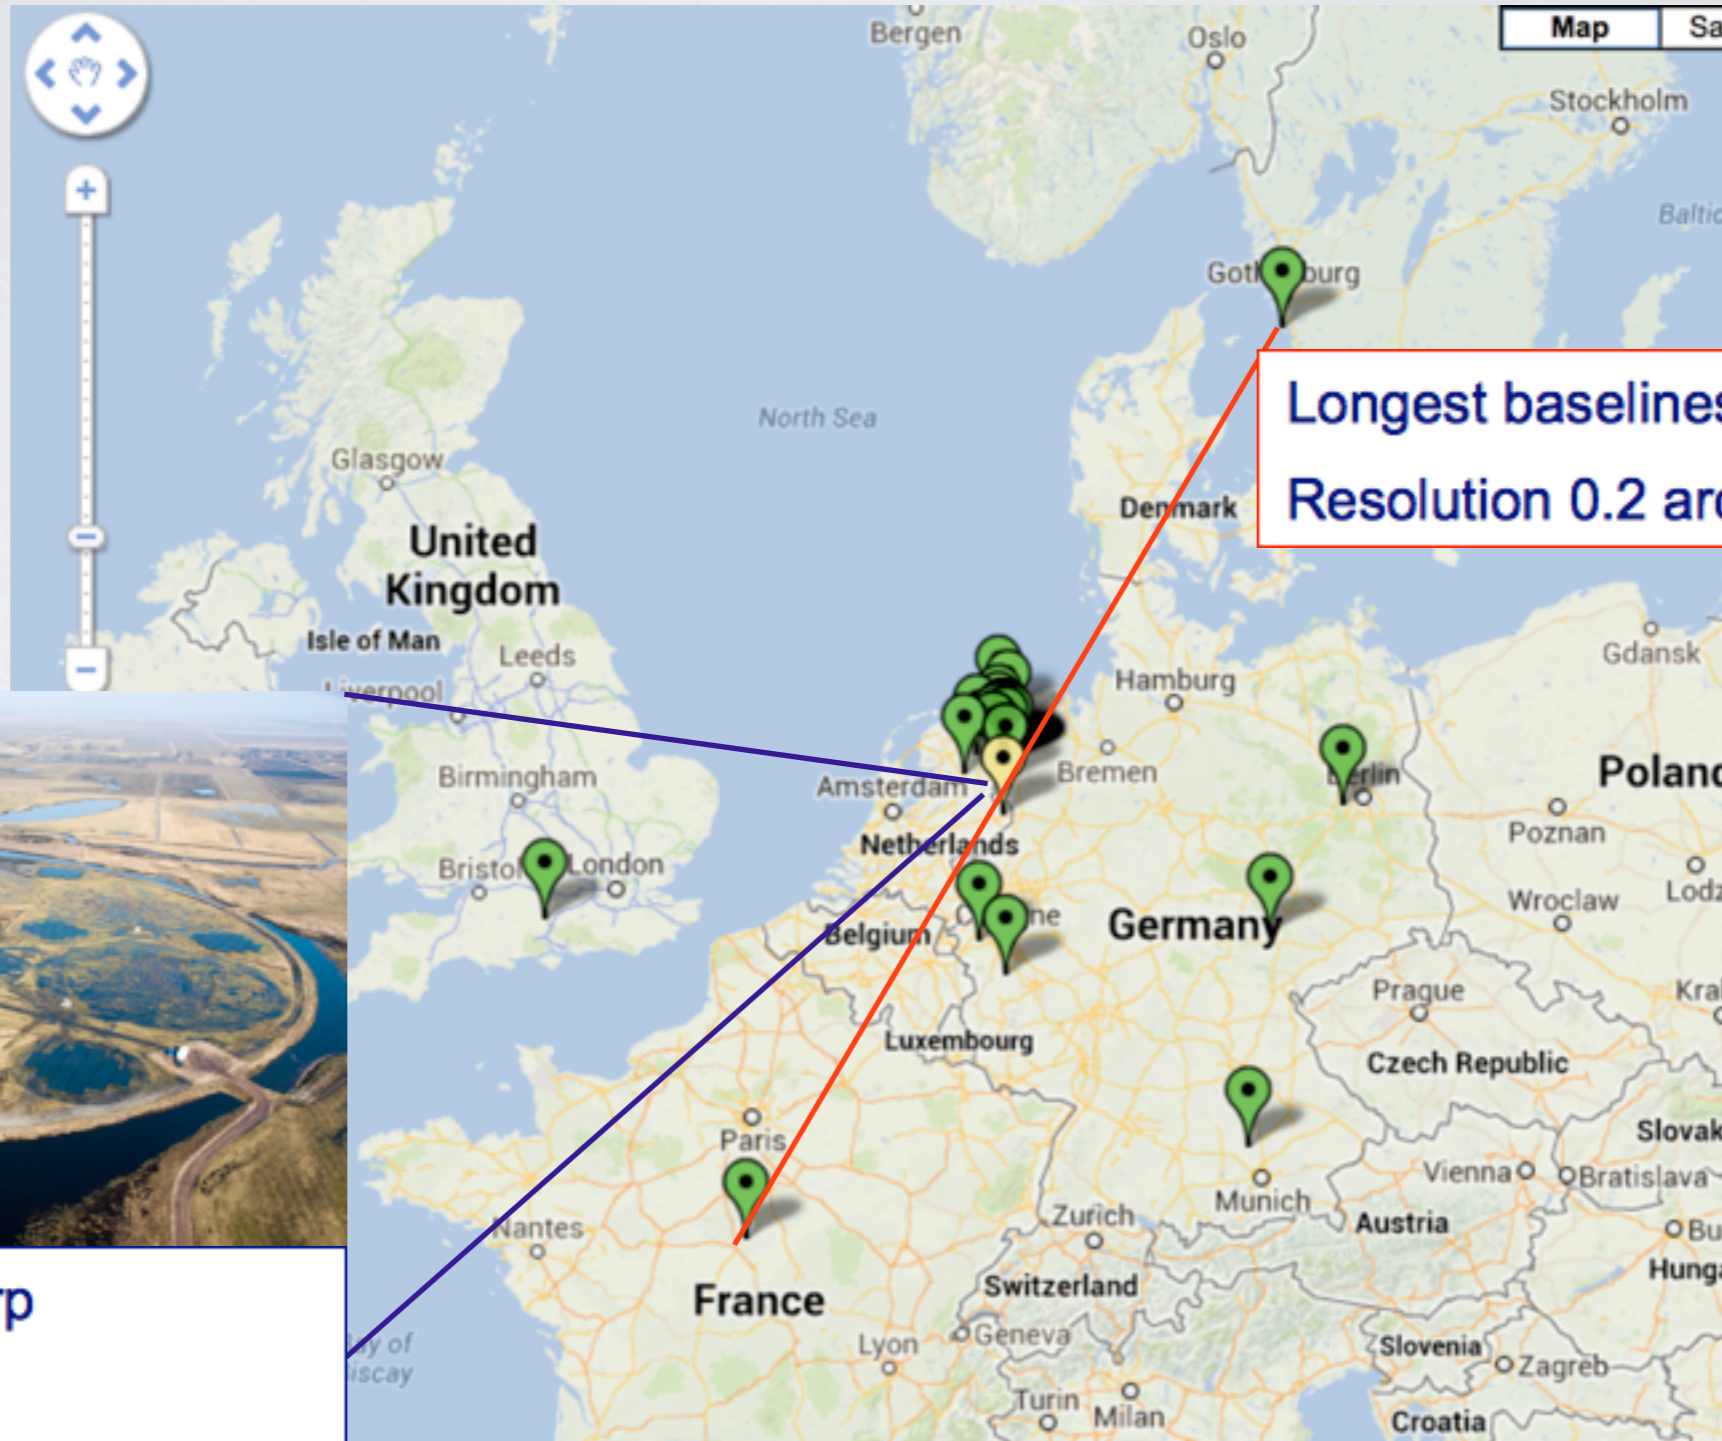 Bergen
Oslo
Map
Sa
Stockholm
Baltic
Gothenburg
Longest baselines
Resolution 0.2 arc
North Sea
Glasgow
Denmark
United
Kingdom
Isle of Man
Leeds
Liverpool
Hamburg
Gdansk
Birmingham
Amsterdam
Bremen
Berlin
Poland
Netherlands
Poznan
Bristol
London
Wroclaw
Lodz
Belgium
Germany
Prague
Kra
Luxembourg
Czech Republic
Paris
Slovak
Vienna
Bratislava
Nantes
Zurich
Munich
Austria
Bu
Switzerland
Hunga
France
rp
Bay of
Biscay
Lyon
Geneva
Slovenia
Zagreb
Turin
Milan
Croatia